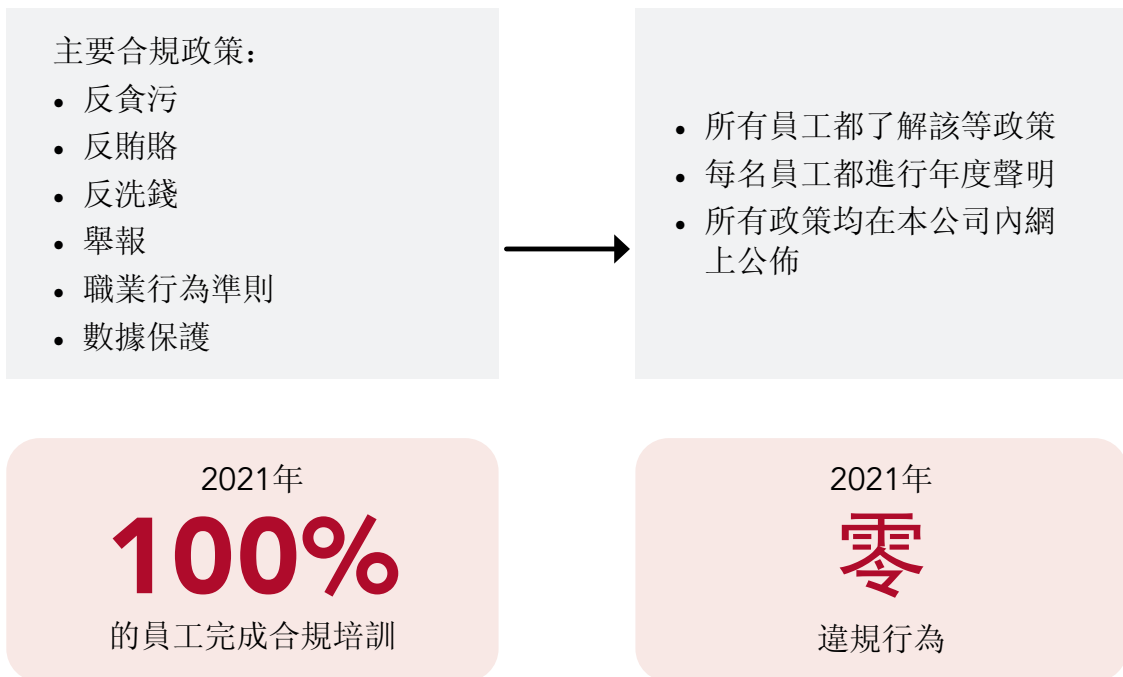 主要合規政策：
• 反貪污
• 反賄賂
• 反洗錢
• 舉報
• 職業行為準則
• 數據保護
• 所有員工都了解該等政策
• 每名員工都進行年度聲明
• 所有政策均在本公司內網
上公佈
2021年
100%
的員工完成合規培訓
2021年
零
違規行為